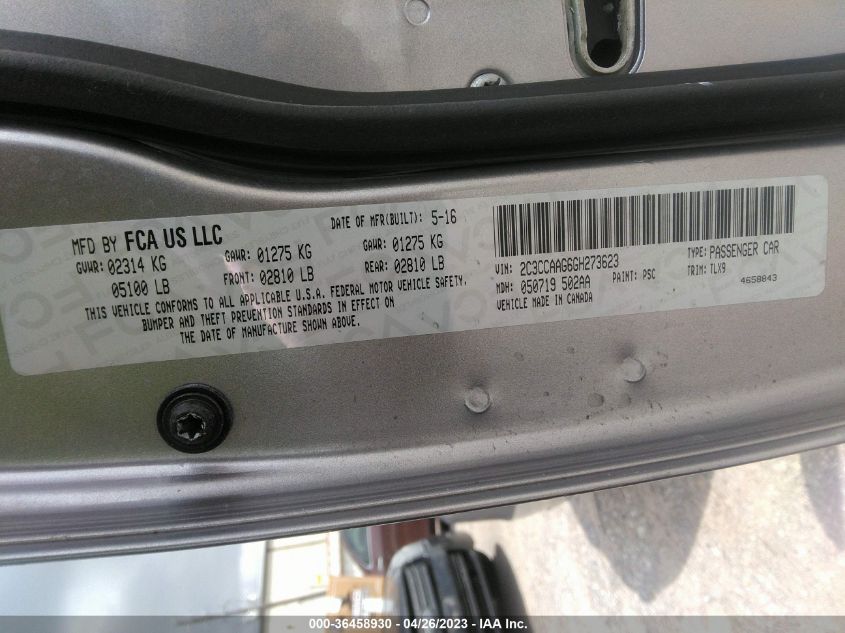 MFD BY FCA US LLC
DATE OF MFR(BUILT): 5-16
GVWR: 02314 KG
05100 LB
GAWR: 01275 KG
FRONT: 02810 LB
GAWR: 01275 KG
REAR: 02810 LB
THIS VEHICLE CONFORMS TO ALL APPLICABLE U.S.A. FEDERAL MOTOR VEHICLE SAFETY,
BUMPER AND THEFT PREVENTION STANDARDS IN EFFECT ON
THE DATE OF MANUFACTURE SHOWN ABOVE.
VIN: 2C3CCAAG6GH273623
TYPE: PASSENGER CAR
MDH: 050719 502AA
PAINT: PSC
TRIM: TLX9
VEHICLE MADE IN CANADA
4658843
000-36458930 - 04/26/2023 - IAA Inc.